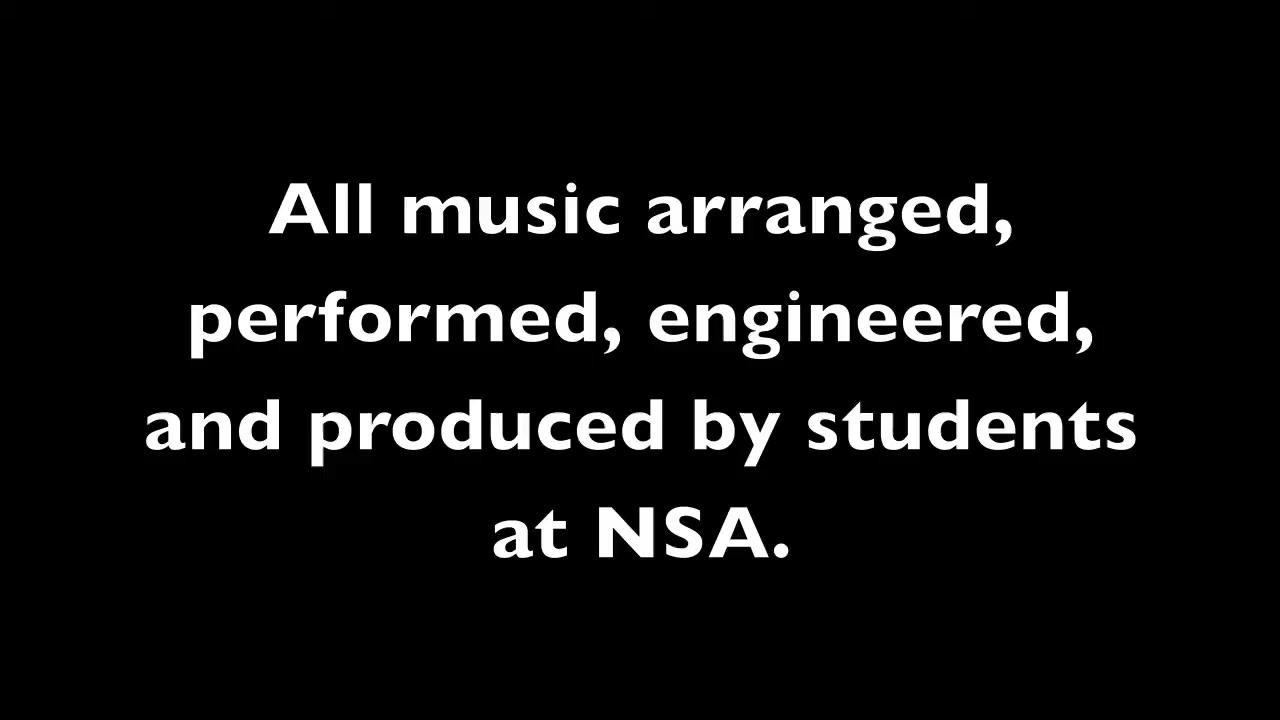 All music arranged,
performed, engineered,
and produced by students
at NSA.